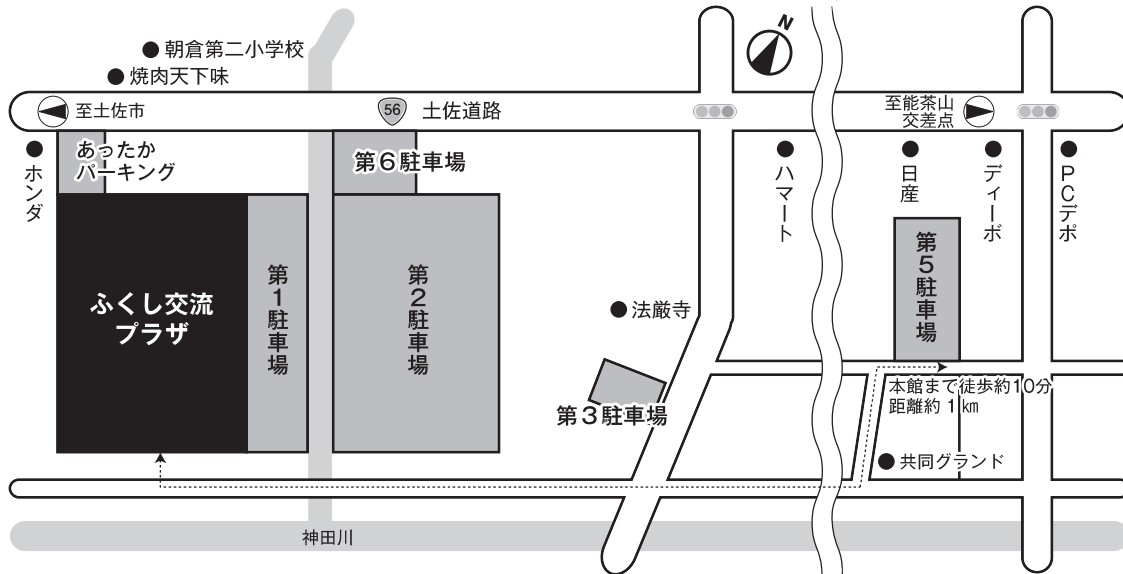 N
朝倉第二小学校
焼肉天下味
至土佐市
56
土佐道路
至能茶山
交差点
ホンダ
あったか
パーキング
第6駐車場
ハマート
日産
ディーボ
PCデポ
ふくし交流
プラザ
第1駐車場
第2駐車場
第5駐車場
法厳寺
第3駐車場
本館まで徒歩約10分
距離約1㎞
共同グランド
神田川